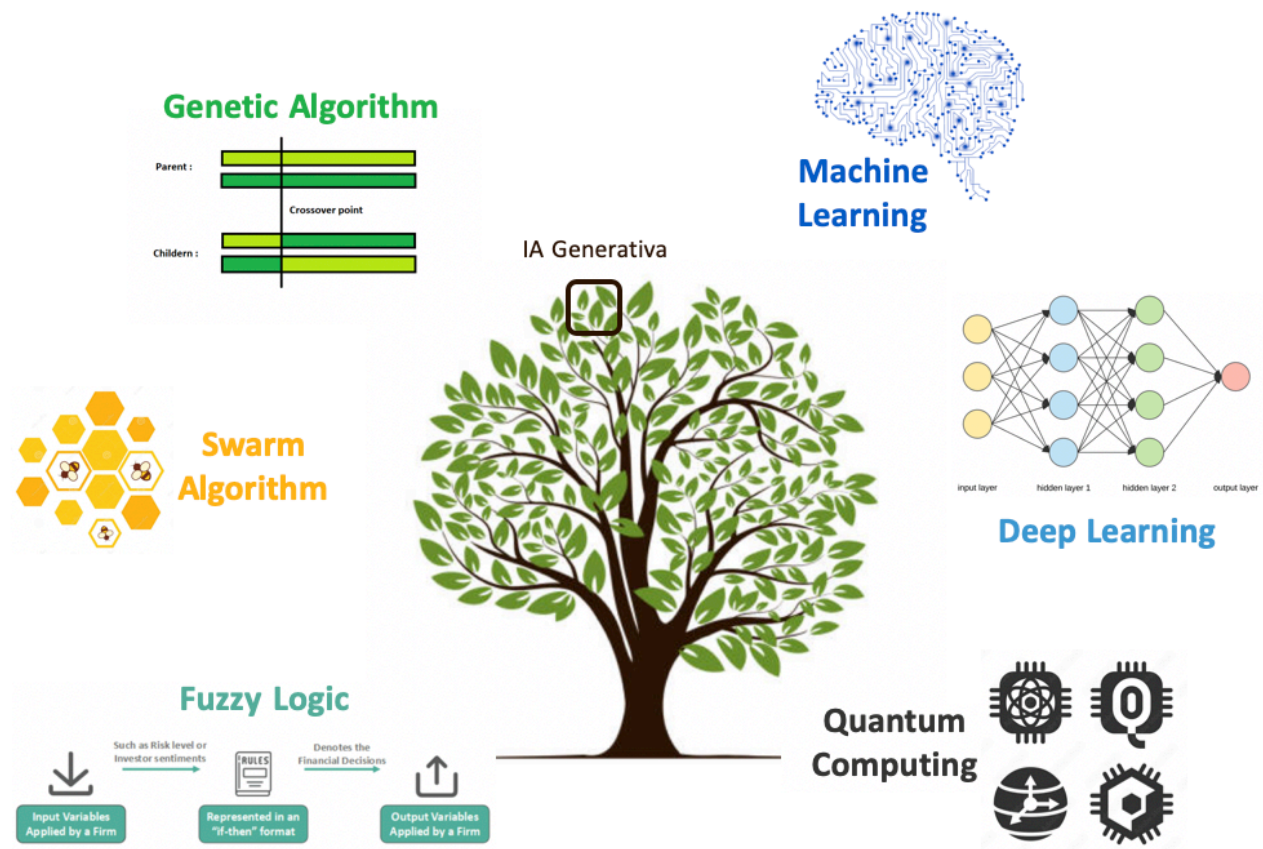 Genetic Algorithm
Parent :
Crossover point
Childern :
Machine
Learning
IA Generativa
Swarm
Algorithm
input layer
hidden layer 1
hidden layer 2
output layer
Deep Learning
Fuzzy Logic
Such as Risk level or
Investor sentiments
Denotes the
Financial Decisions
RULES
Input Variables
Applied by a Firm
Represented in an
"if-then" format
Output Variables
Applied by a Firm
Quantum
Computing
Q